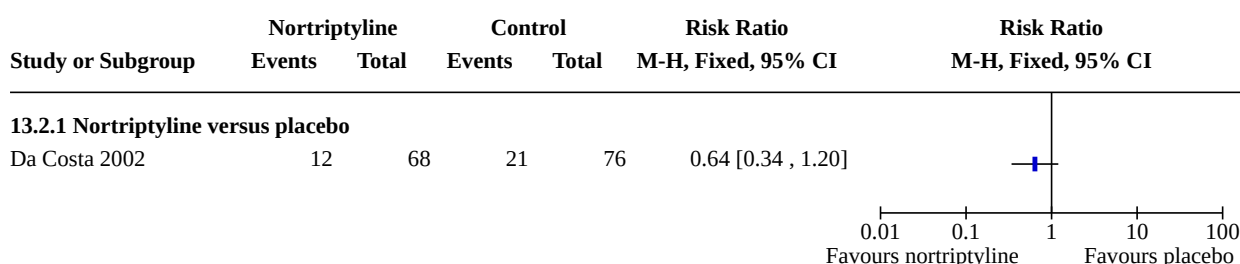 Nortriptyline Control Risk Ratio Risk Ratio
Study or Subgroup Events Total Events Total M-H, Fixed, 95% CI M-H, Fixed, 95% CI
13.2.1 Nortriptyline versus placebo
Da Costa 2002 12 68 21 76 0.64 [0.34 , 1.20]
0.01 0.1 1 10 100
Favours nortriptyline Favours placebo